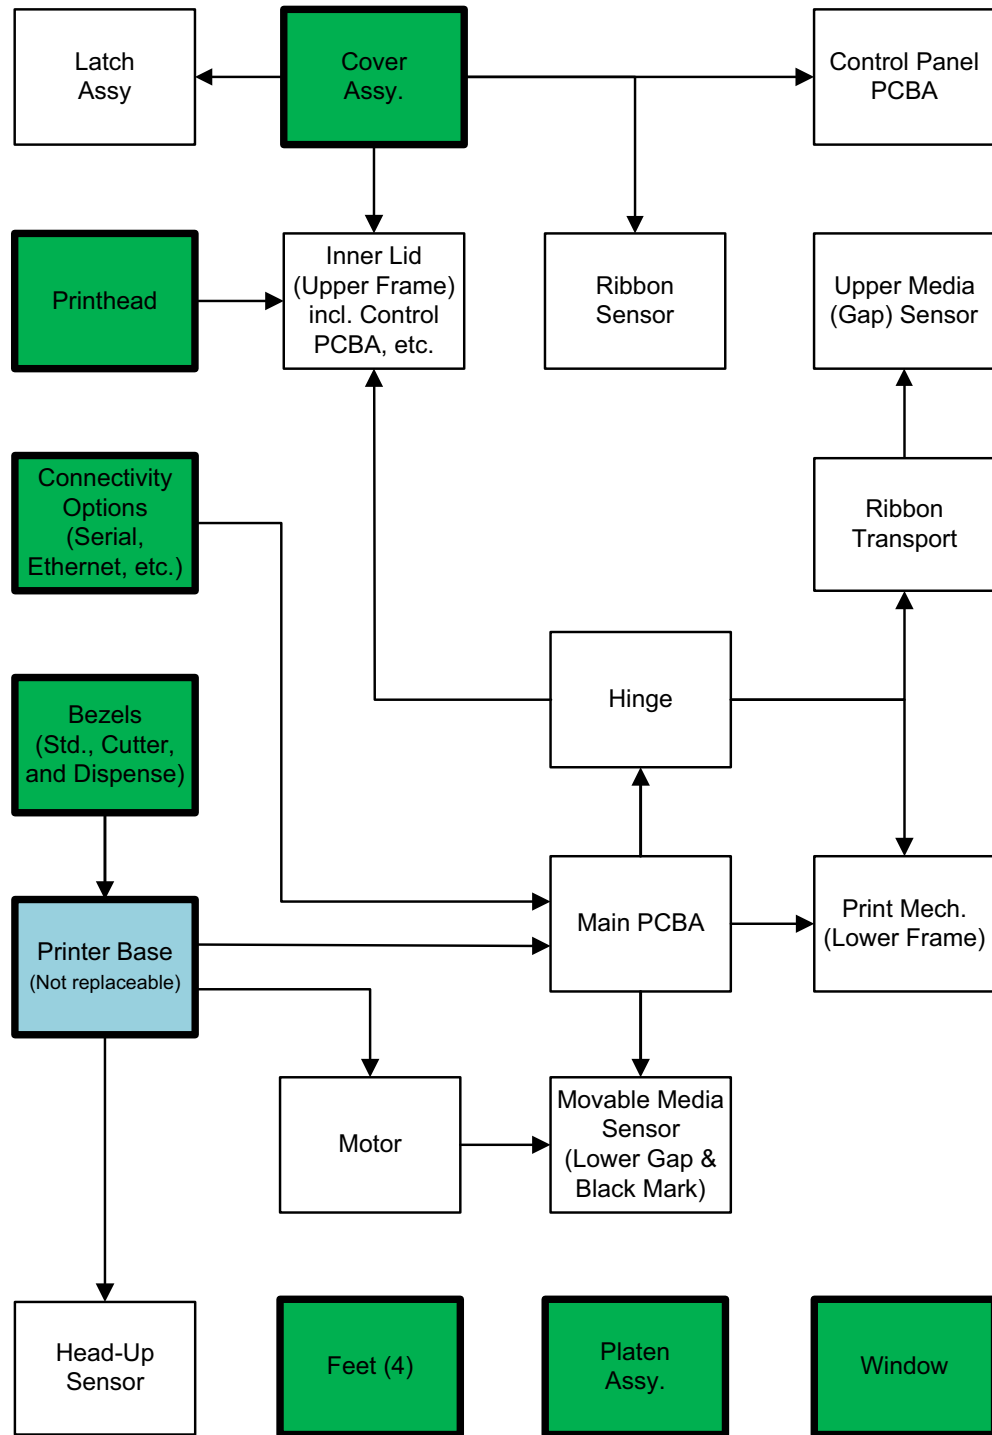 Latch
Assy
Cover
Assy.
Control Panel
PCBA
Printhead
Inner Lid
(Upper Frame)
incl. Control
PCBA, etc.
Ribbon
Sensor
Upper Media
(Gap) Sensor
Connectivity
Options
(Serial,
Ethernet, etc.)
Ribbon
Transport
Bezels
(Std., Cutter,
and Dispense)
Hinge
Printer Base
(Not replaceable)
Main PCBA
Print Mech.
(Lower Frame)
Motor
Movable Media
Sensor
(Lower Gap &
Black Mark)
Head-Up
Sensor
Feet (4)
Platen
Assy.
Window